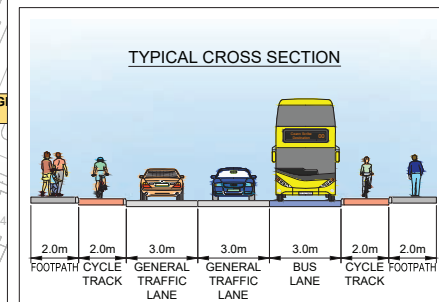 TYPICAL CROSS SECTION
2.0m 2.0m 3.0m 3.0m 3.0m 2.0m 2.0m
FOOTPATH CYCLE TRACK GENERAL TRAFFIC LANE GENERAL TRAFFIC LANE BUS LANE CYCLE TRACK FOOTPATH